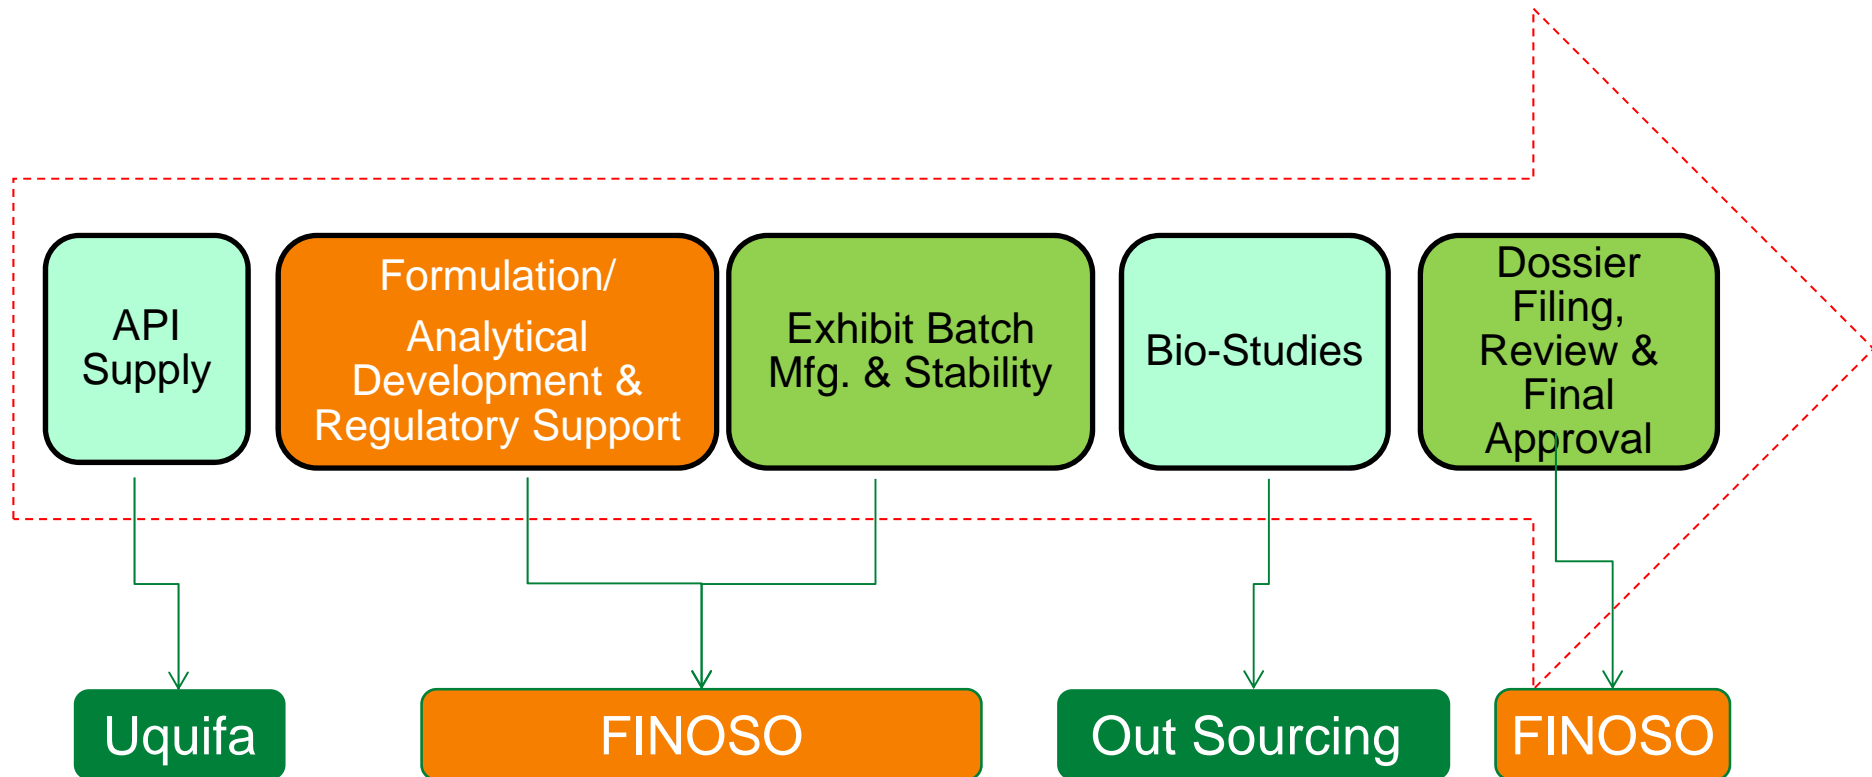 API
Supply
Formulation/
Analytical
Development &
Regulatory Support
Exhibit Batch
Mfg. & Stability
Bio-Studies
Dossier
Filing,
Review &
Final
Approval
Uquifa
FINOSO
Out Sourcing
FINOSO